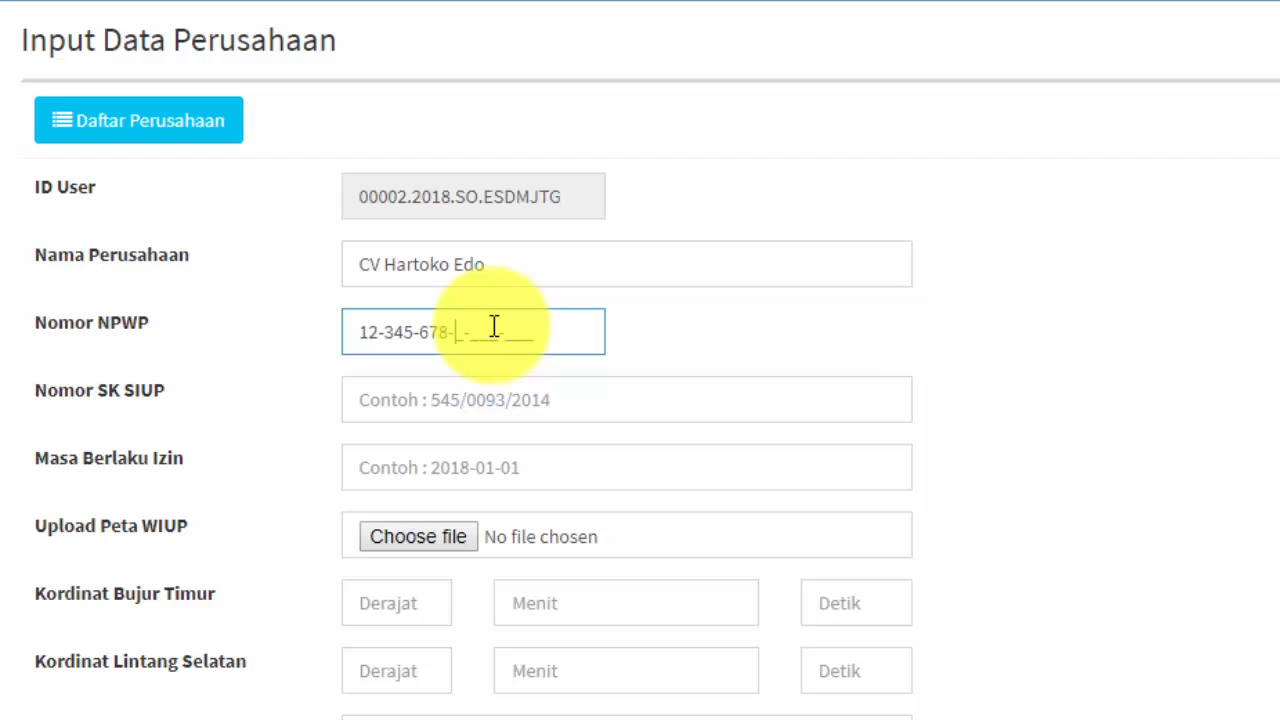 Input Data Perusahaan
Daftar Perusahaan
ID User 00002.2018.SO.ESDMJTG
Nama Perusahaan CV Hartoko Edo
Nomor NPWP 12-345-678-_-___-___
Nomor SK SIUP Contoh : 545/0093/2014
Masa Berlaku Izin Contoh : 2018-01-01
Upload Peta WIUP Choose file No file chosen
Kordinat Bujur Timur Derajat Menit Detik
Kordinat Lintang Selatan Derajat Menit Detik